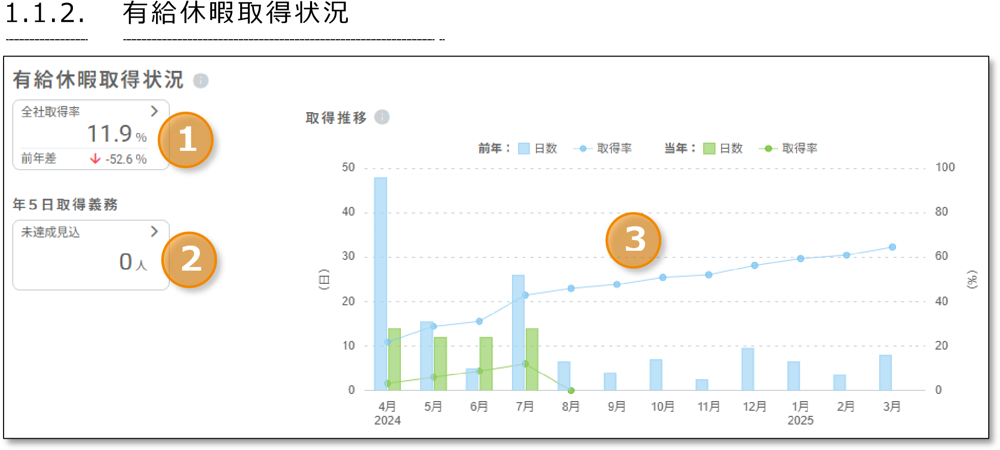 1.1.2. 有給休暇取得状況
有給休暇取得状況 i
全社取得率
11.9 %
前年差 -52.6 %
1
年5日取得義務
未達成見込
0 人
2
取得推移 i
前年： 日数 取得率 当年： 日数 取得率
3
(日)
50
40
30
20
10
0
100
80
60
40
20
0
(%)
4月 5月 6月 7月 8月 9月 10月 11月 12月 1月 2月 3月
2024 2025